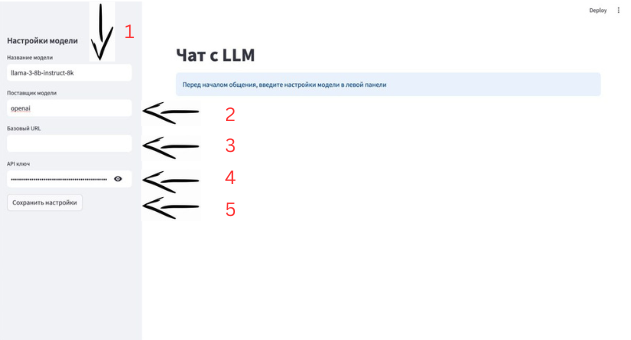 Deploy
1
Настройки модели
Название модели
llama-3-8b-instruct-8k
Чат с LLM
Перед началом общения, введите настройки модели в левой панели
Поставщик модели
openai
2
Базовый URL
3
API ключ
4
Сохранить настройки
5